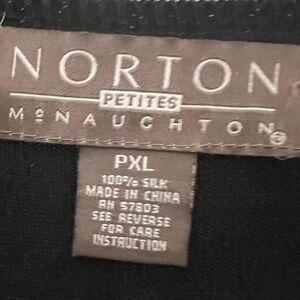 NORTON
PETITES
McNAUGHTON®
PXL
100% SILK
MADE IN CHINA
RN 57803
SEE REVERSE
FOR CARE
INSTRUCTION